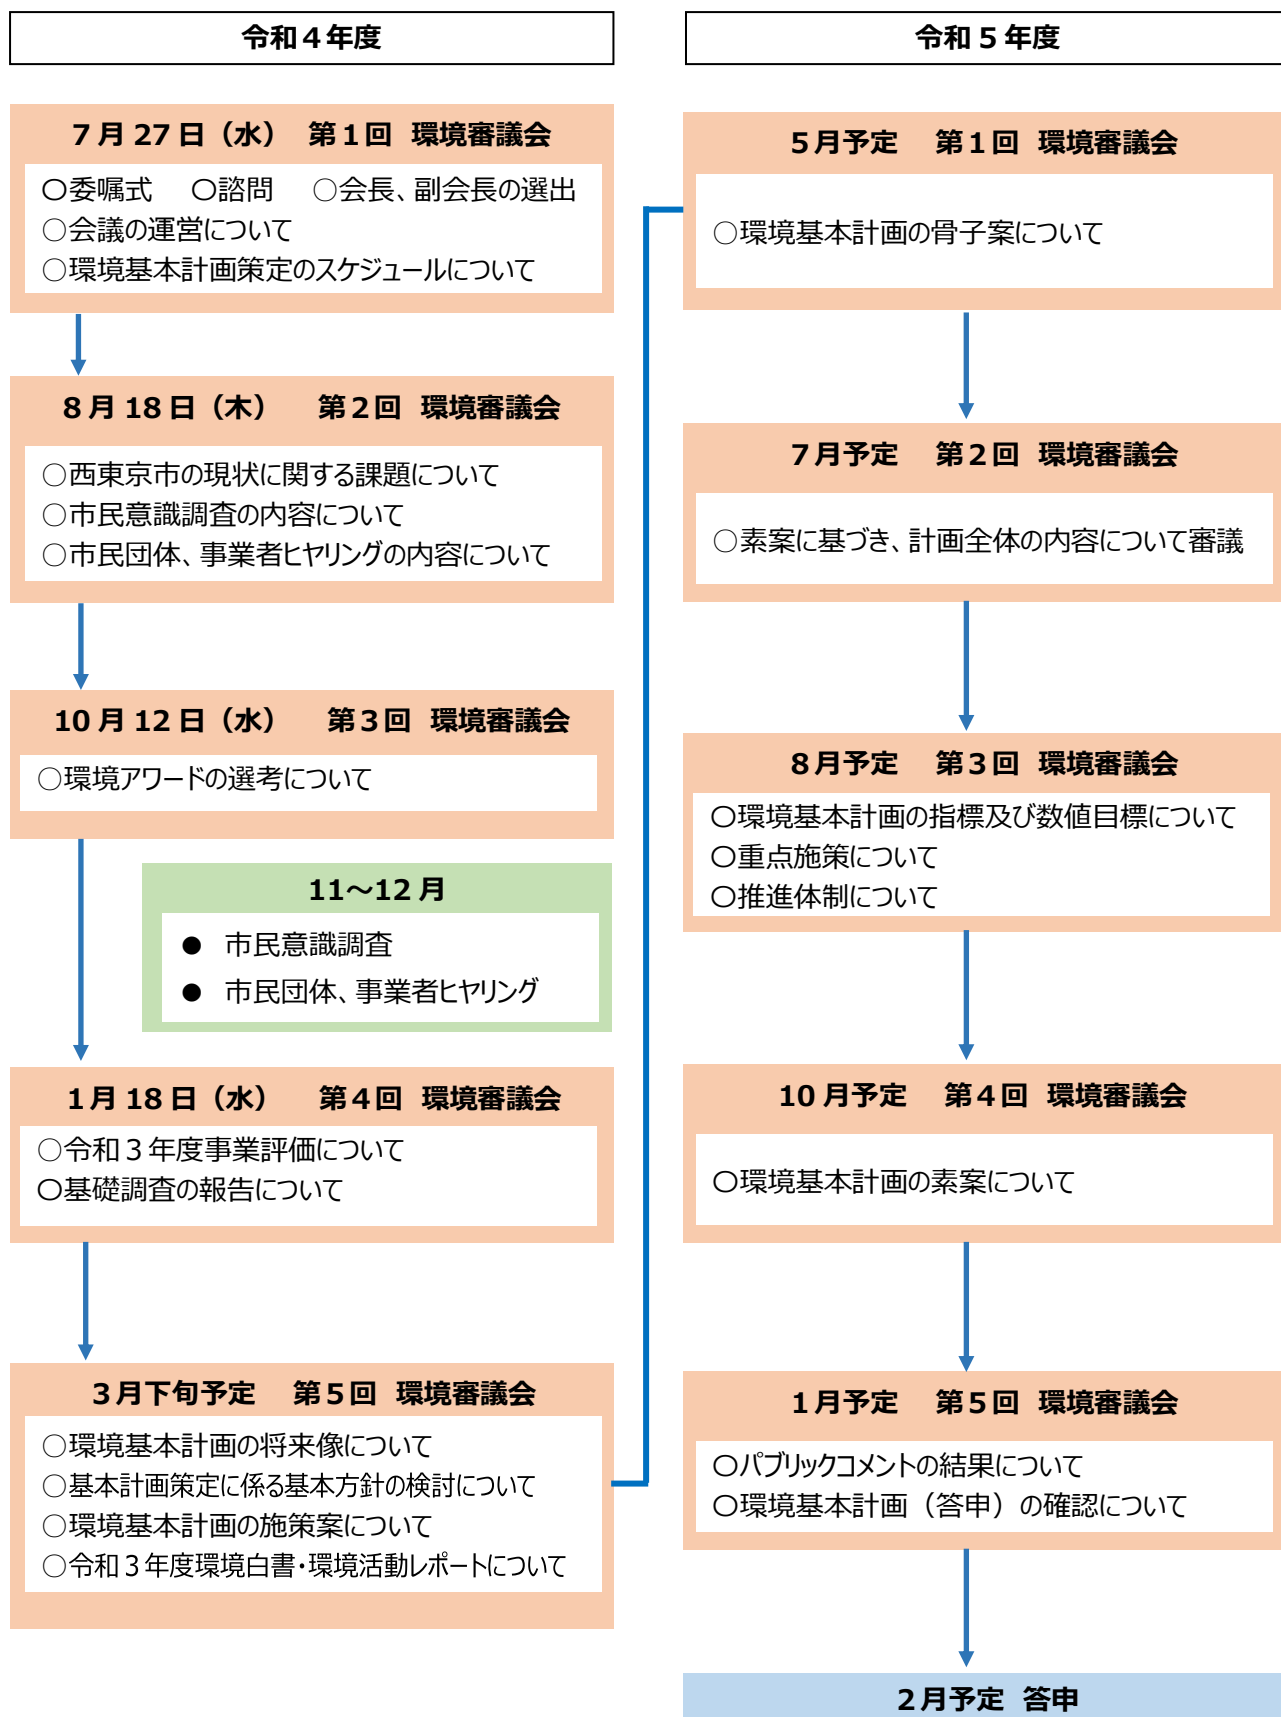 令和４年度
７月 27 日（水） 第１回 環境審議会
〇委嘱式 〇諮問 ○会長、副会長の選出
○会議の運営について
○環境基本計画策定のスケジュールについて
８月 18 日（木） 第２回 環境審議会
○西東京市の現状に関する課題について
○市民意識調査の内容について
○市民団体、事業者ヒヤリングの内容について
10 月 12 日（水） 第３回 環境審議会
○環境アワードの選考について
11～12 月
● 市民意識調査
● 市民団体、事業者ヒヤリング
１月 18 日（水） 第４回 環境審議会
○令和３年度事業評価について
〇基礎調査の報告について
３月下旬予定 第５回 環境審議会
○環境基本計画の将来像について
○基本計画策定に係る基本方針の検討について
○環境基本計画の施策案について
○令和３年度環境白書・環境活動レポートについて
令和５年度
５月予定 第１回 環境審議会
○環境基本計画の骨子案について
７月予定 第２回 環境審議会
○素案に基づき、計画全体の内容について審議
８月予定 第３回 環境審議会
〇環境基本計画の指標及び数値目標について
〇重点施策について
〇推進体制について
10 月予定 第４回 環境審議会
〇環境基本計画の素案について
１月予定 第５回 環境審議会
〇パブリックコメントの結果について
〇環境基本計画（答申）の確認について
２月予定 答申